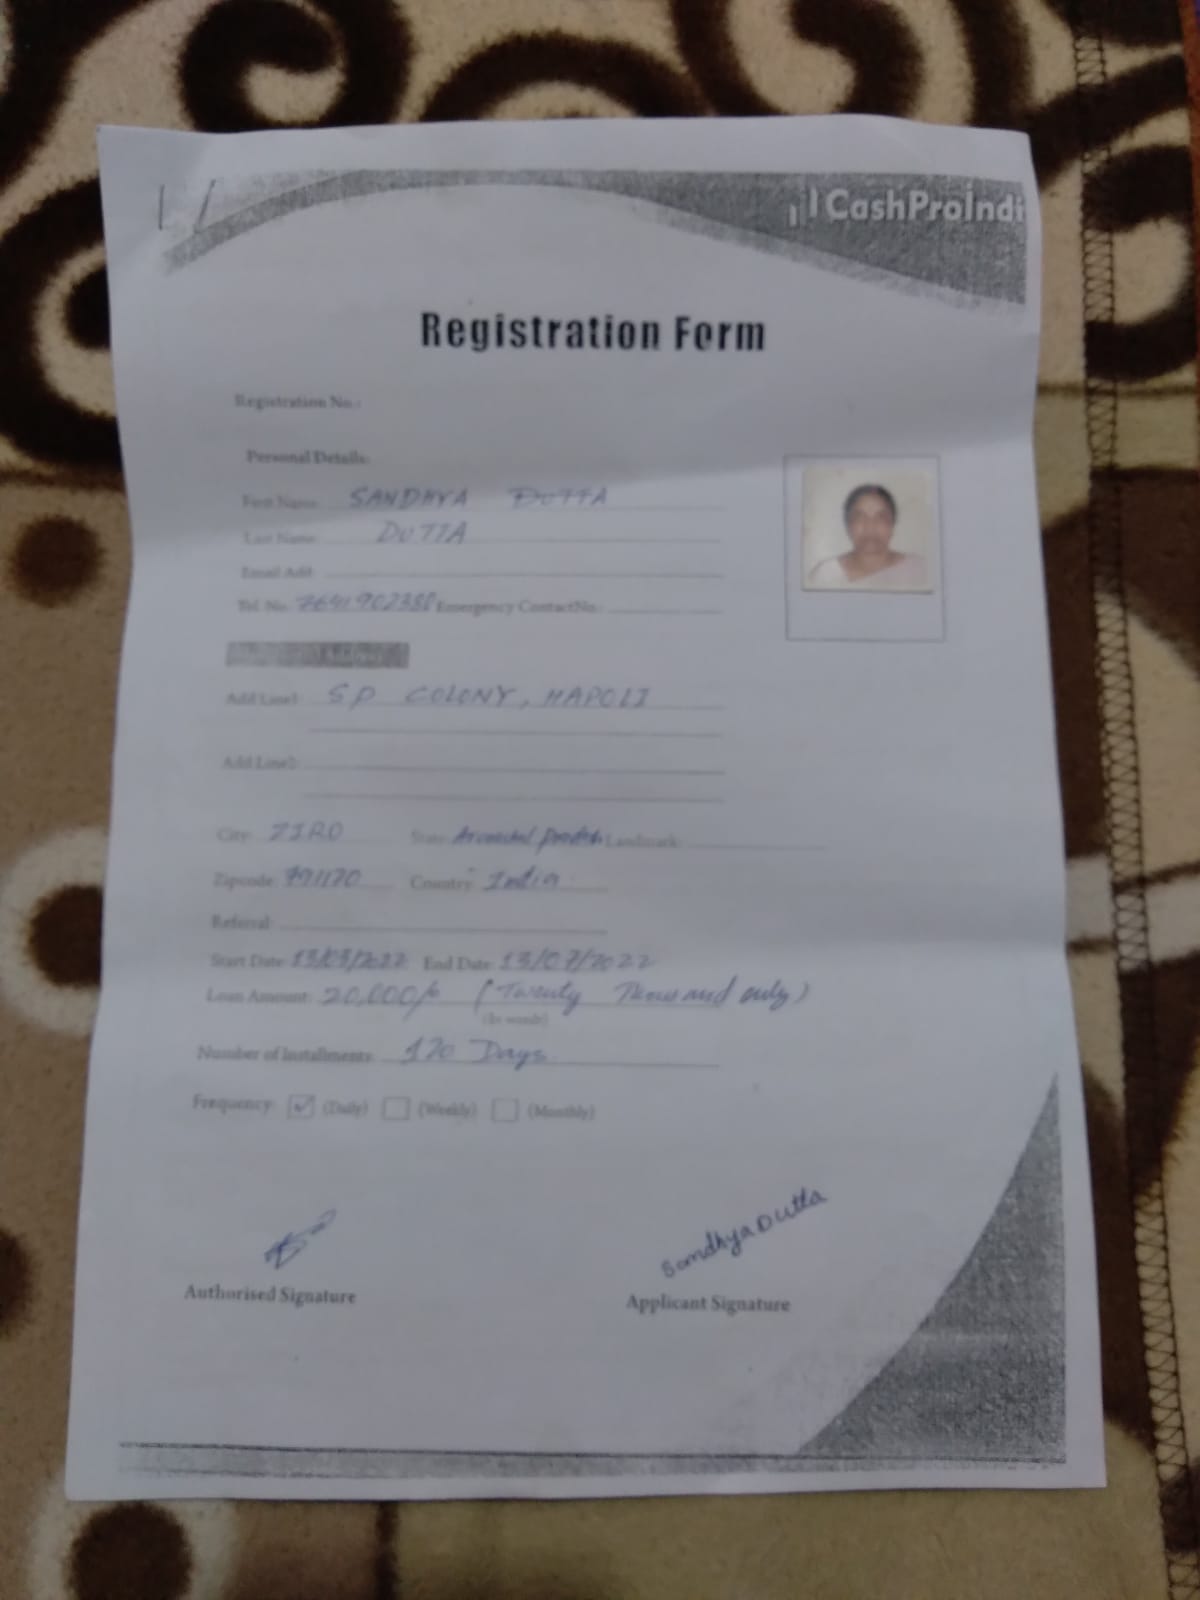 CashProIndi
Registration Form
Registration No.:
Personal Details:
First Name: SANDHYA DUTTA
Last Name: DUTTA
Email Add:
Tel. No. 7641902380 Emergency ContactNo.:
Address
Add Line1: S P COLONY, HAPOLI
Add Line2:
City: ZIRO State: Arunachal Pradesh Landmark:
Zipcode: 791120 Country: India
Referral:
Start Date: 13/03/2022 End Date: 13/07/2022
Loan Amount: 20,000/- (Twenty Thousand only)
(In words)
Number of Installments: 120 Days.
Frequency: (Daily) (Weekly) (Monthly)
Sandhya Dutta
Authorised Signature Applicant Signature